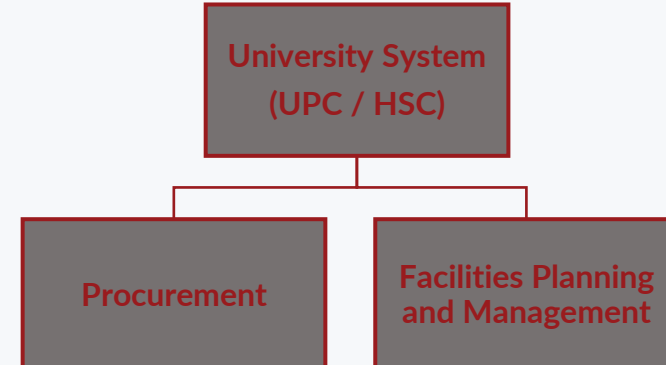 University System
(UPC / HSC)
Procurement
Facilities Planning
and Management